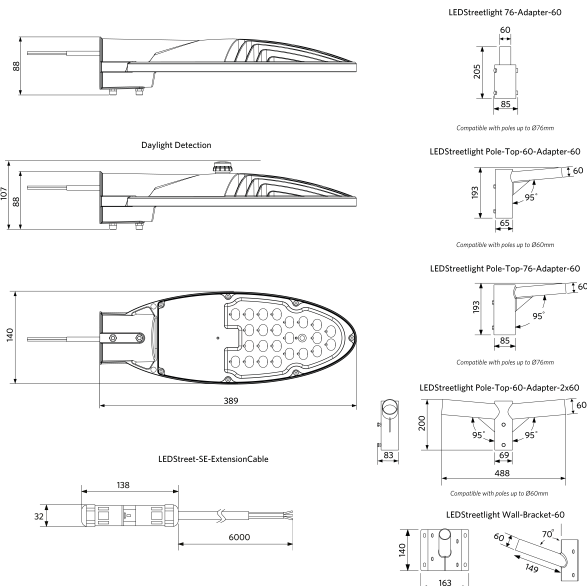 88
Daylight Detection
107
88
140
389
LEDStreet-SE-ExtensionCable
138
32
6000
LEDStreetlight 76-Adapter-60
60
205
85
Compatible with poles up to Ø76mm
LEDStreetlight Pole-Top-60-Adapter-60
60
193
95°
65
Compatible with poles up to Ø60mm
LEDStreetlight Pole-Top-76-Adapter-60
60
193
95°
85
Compatible with poles up to Ø76mm
LEDStreetlight Pole-Top-60-Adapter-2x60
60
200
95° 95°
83 69
488
Compatible with poles up to Ø60mm
LEDStreetlight Wall-Bracket-60
70°
60
140
149
163